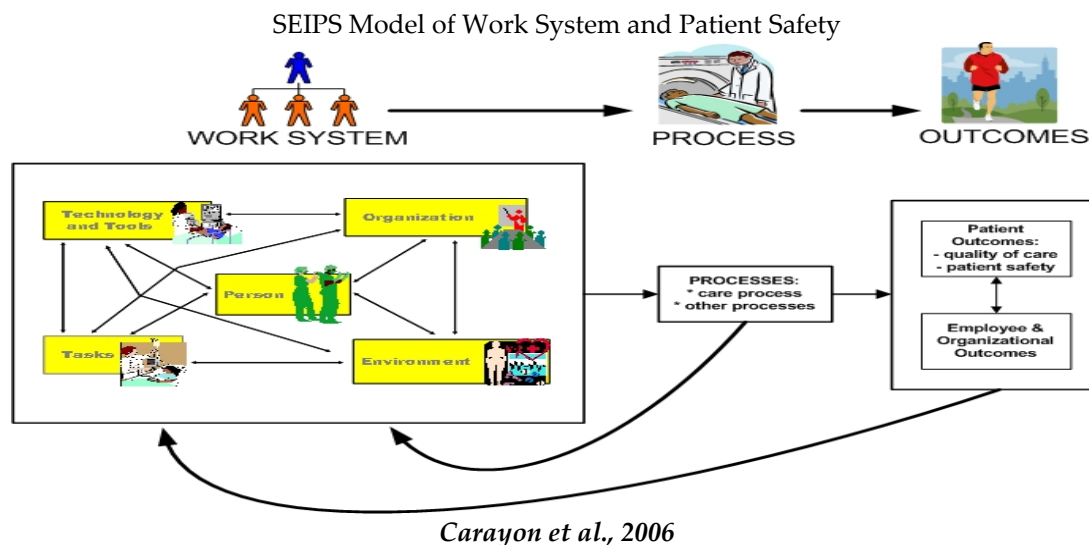 SEIPS Model of Work System and Patient Safety
WORK SYSTEM
PROCESS
OUTCOMES
Technology
and Tools
Organization
Person
Tasks
Environment
PROCESSES:
* care process
* other processes
Patient
Outcomes:
- quality of care
- patient safety
Employee &
Organizational
Outcomes
Carayon et al., 2006